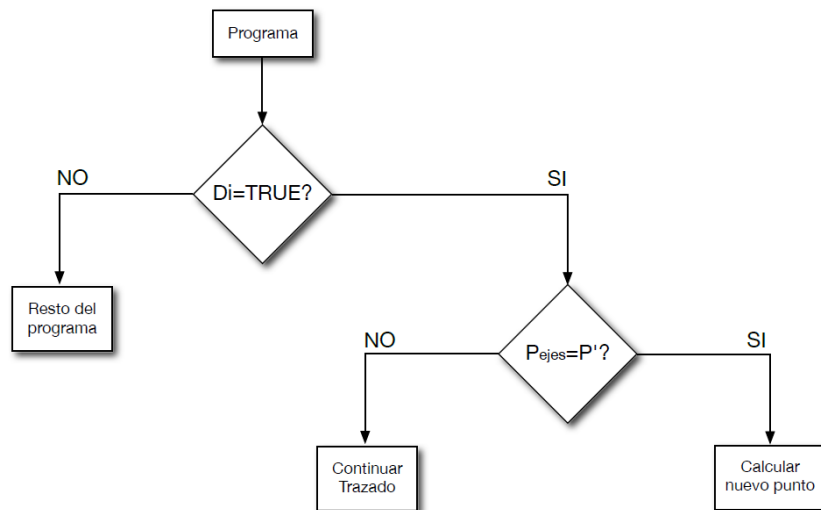 Programa
NO
SI
Di=TRUE?
Resto del
programa
NO
SI
Pejes=P'?
Continuar
Trazado
Calcular
nuevo punto